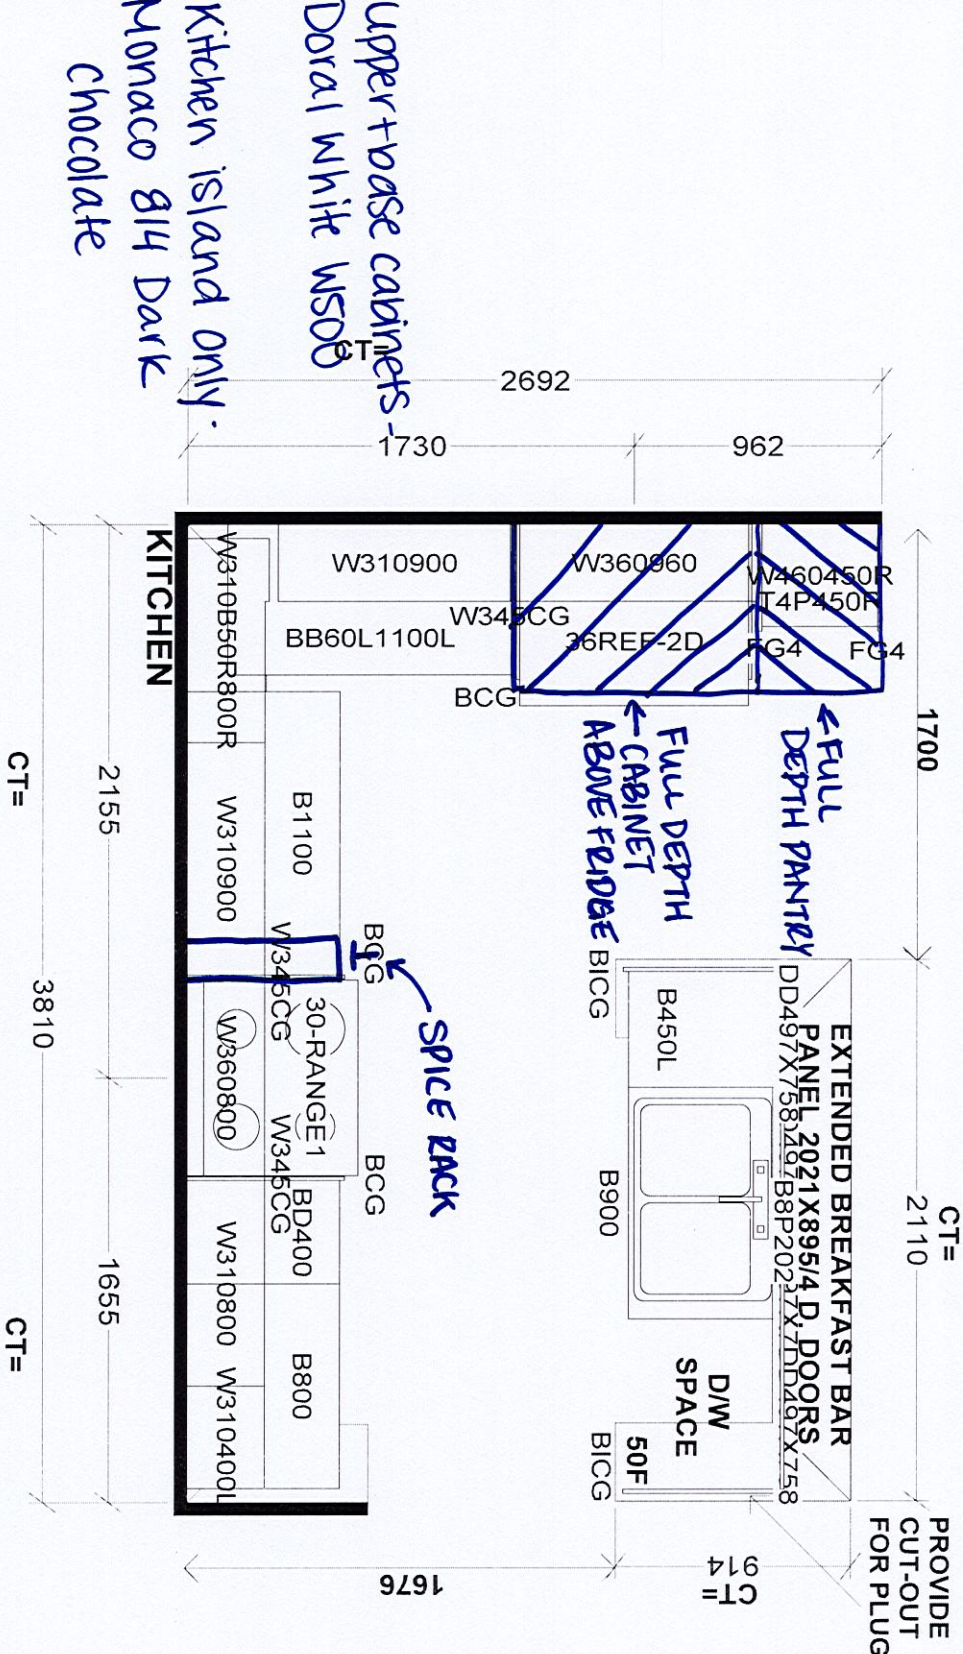 upper+base cabinets -
Doral White W500
Kitchen island only.
Monaco 814 Dark
Chocolate
CT=
2692
1730
962
KITCHEN
W310900
W360960
W460450R
T4P450R
W345CG
BB60L1100L
36REF-2D
FG4
FG4
BCG
← FULL
DEPTH PANTRY
FULL DEPTH
← CABINET
ABOVE FRIDGE
1700
W310B50R800R
B1100
W310900
BCG
W345CG
SPICE RACK
30-RANGE1
W360800
W345CG
BCG
BD400
W310800
B800
W310400L
2155
1655
CT=
3810
CT=
BICG
B450L
B900
EXTENDED BREAKFAST BAR
PANEL 2021X895/4 D. DOORS
DD497X758
B8P202
DD497X758
D/W
SPACE
50F
BICG
CT=
2110
1676
914
CT=
PROVIDE
CUT-OUT
FOR PLUG